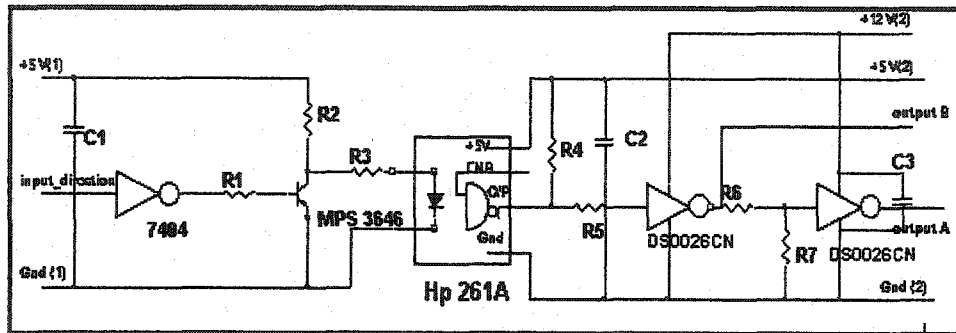 +12 V(2)
+5 V(1)
+5 V(2)
R2
C1
R3
+5V
R4
C2
output B
ENB
C3
input_direction
R1
O/P
R6
7404
MPS 3646
R5
DS0026CN
output A
Gnd
R7
DS0026CN
Gnd (1)
Hp 261A
Gnd (2)